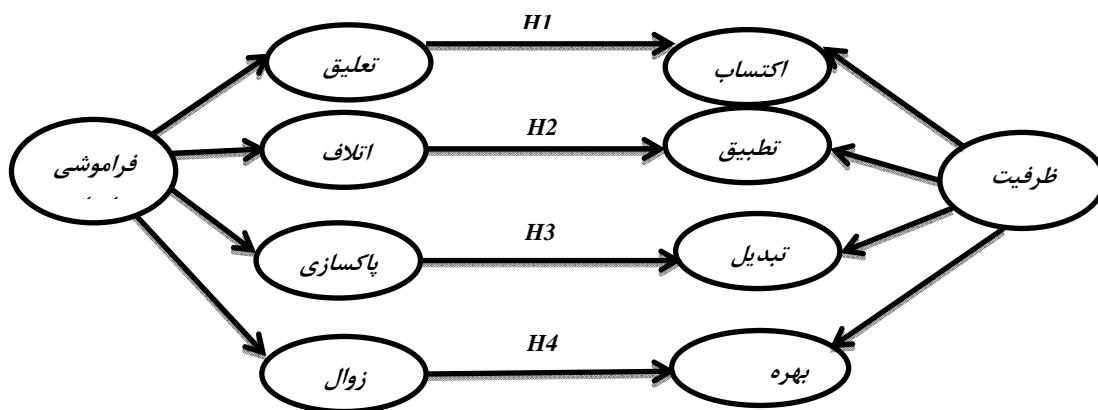 H1
تعلیق
اکتساب
H2
اتلاف
تطبیق
فراموشی
ظرفیت
H3
پاکسازی
تبدیل
H4
زوال
بهره